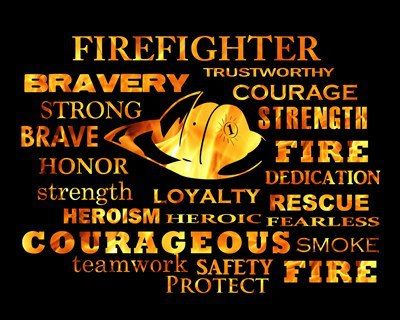 FIREFIGHTER
BRAVERY TRUSTWORTHY
STRONG COURAGE
BRAVE 1 STRENGTH
HONOR FIRE
strength LOYALTY DEDICATION
HEROISM HEROIC RESCUE
FEARLESS
COURAGEOUS SMOKE
teamwork SAFETY FIRE
PROTECT